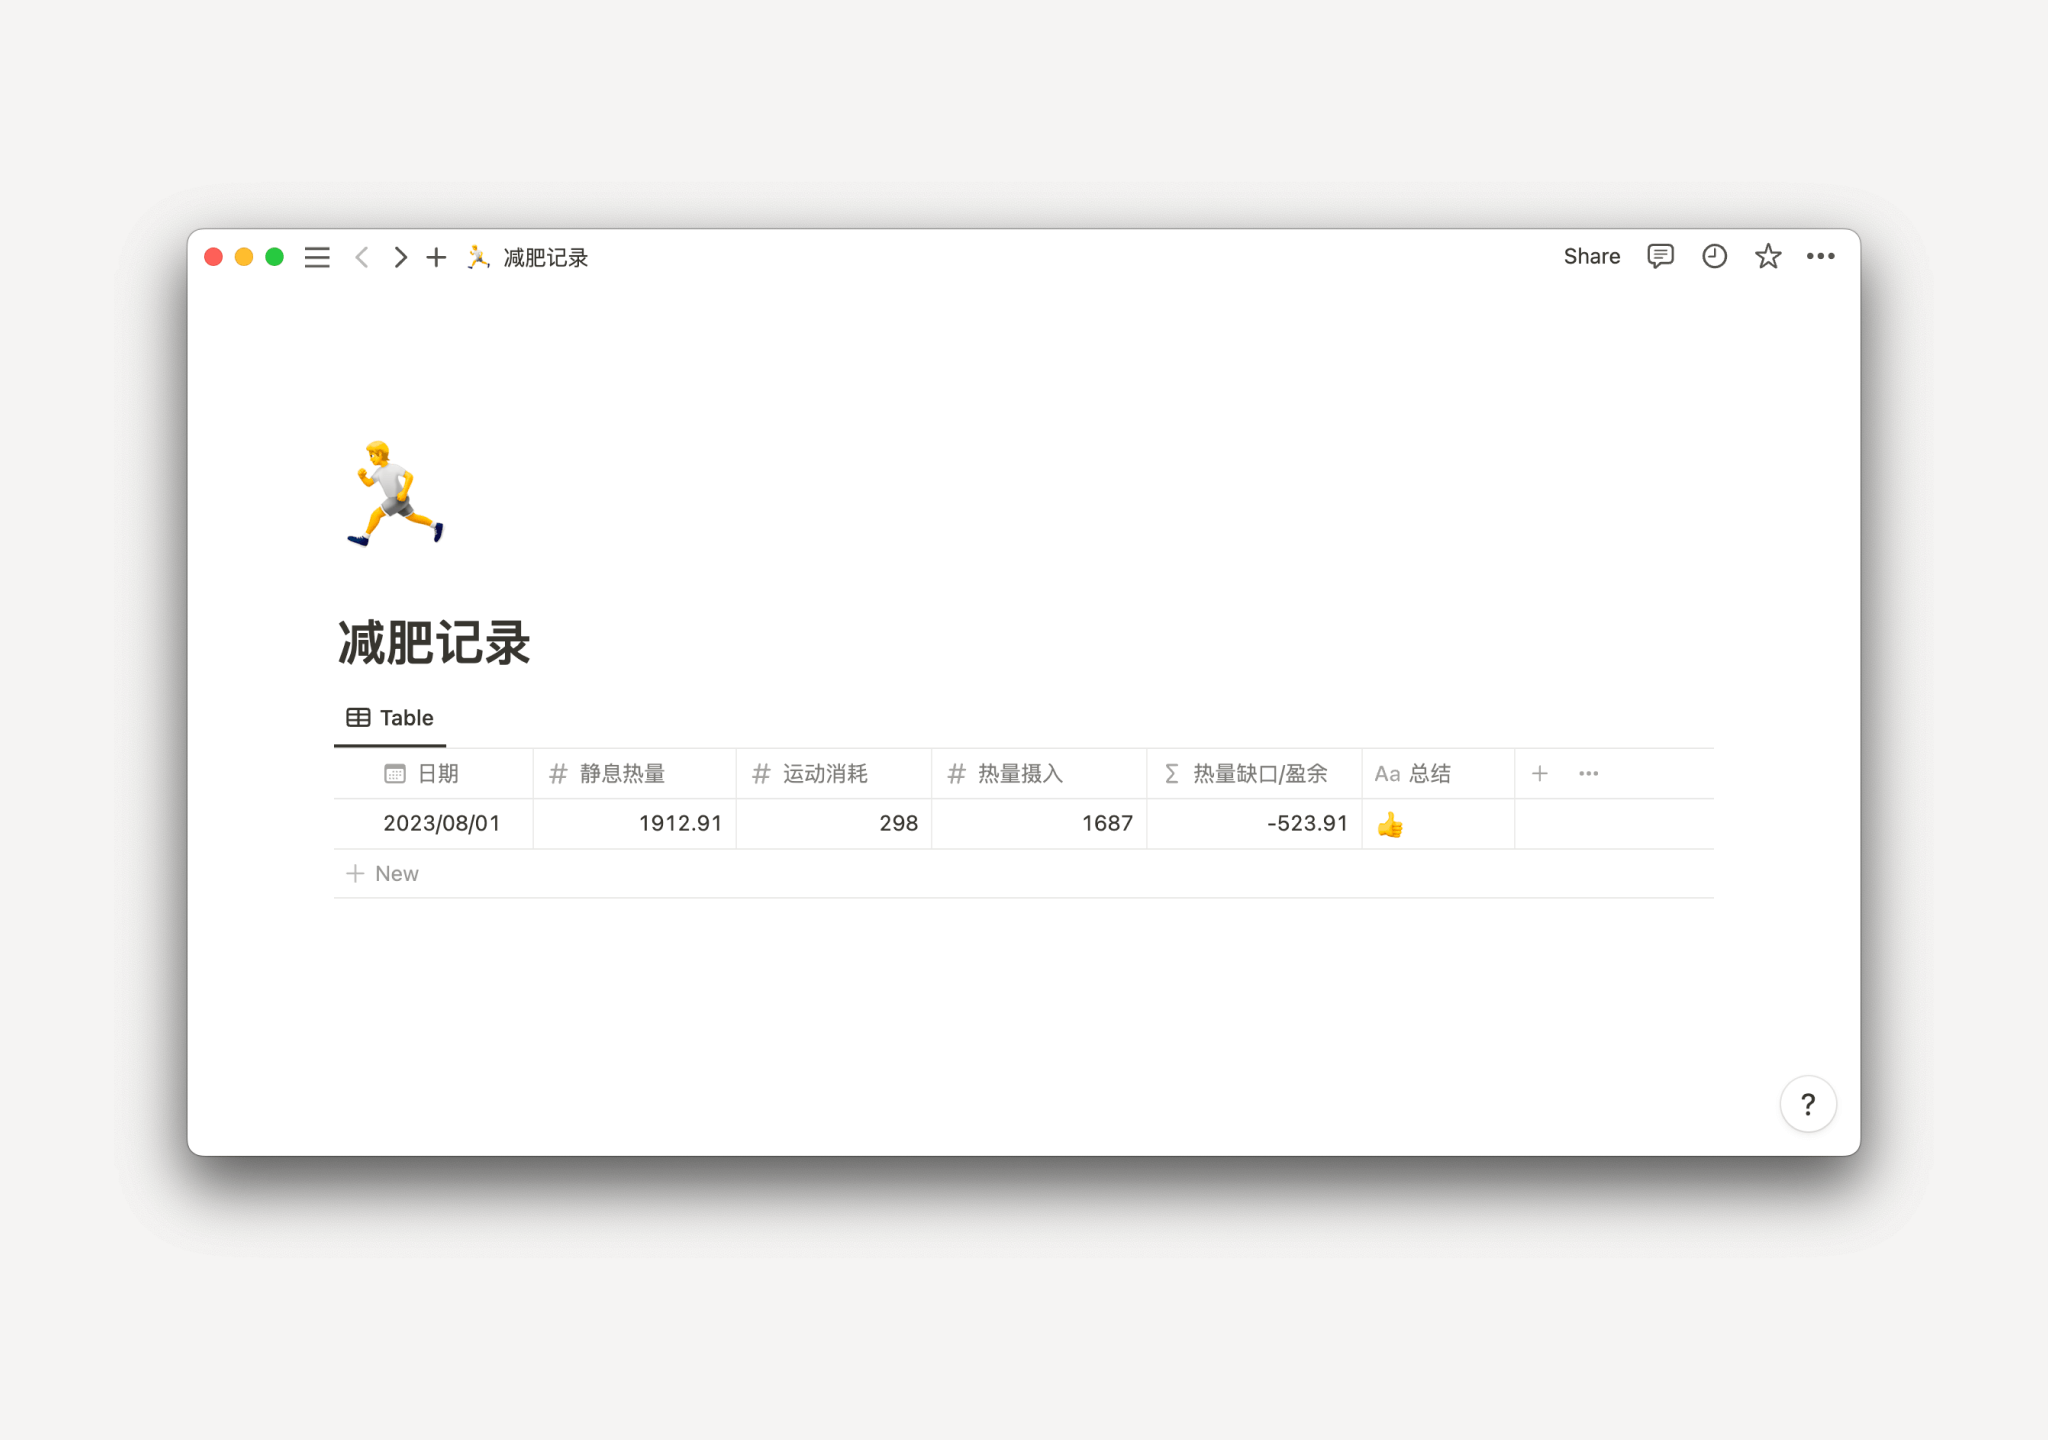 减肥记录
Share
减肥记录
Table
日期 静息热量 运动消耗 热量摄入 热量缺口/盈余 Aa 总结
2023/08/01 1912.91 298 1687 -523.91 👍
New
?